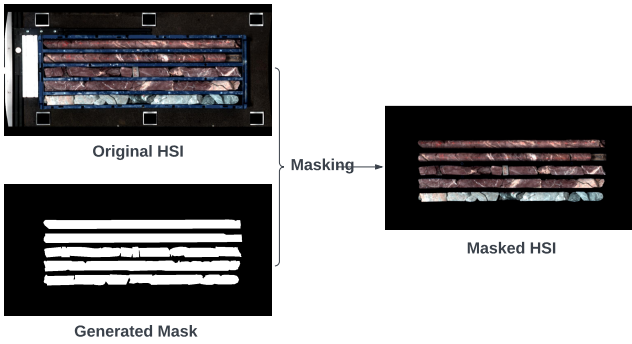 Original HSI
Masking
Masked HSI
Generated Mask